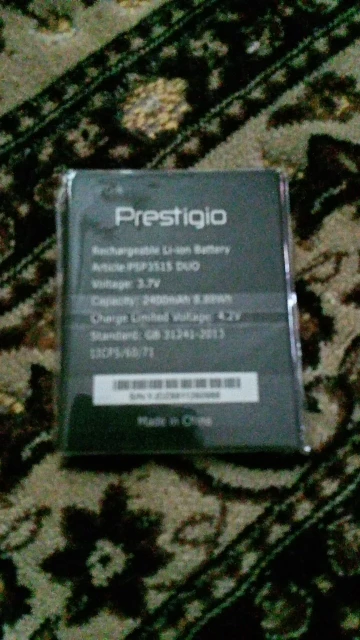 Prestigio
Rechargeable Li-ion Battery
Article PSP3515 DUO
Voltage: 3.7V
Capacity: 2400mAh 8.88Wh
Charge Limited Voltage: 4.2V
Standard: GB 31241-2013
Made in China